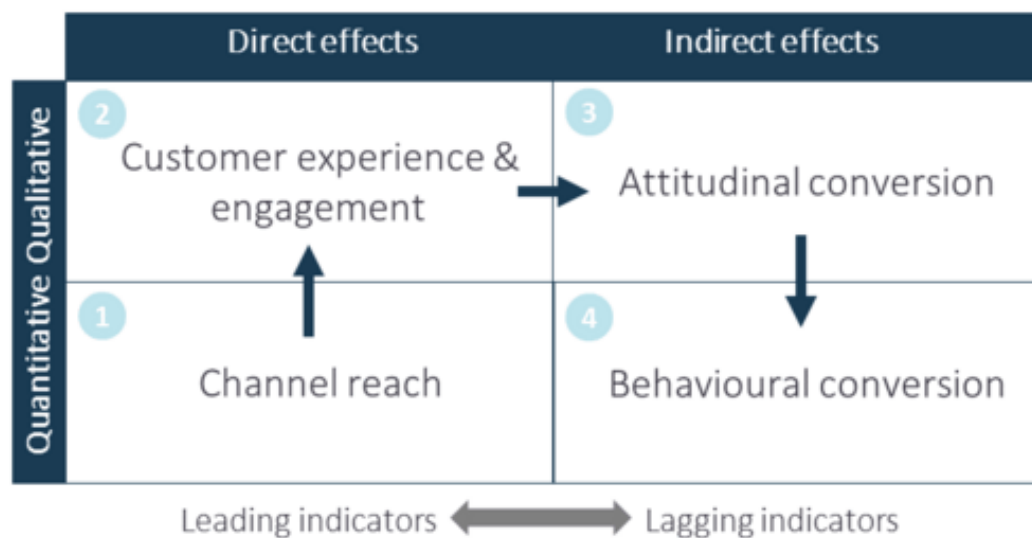 Direct effects
Indirect effects
Quantitative Qualitative
2
Customer experience &
engagement
3
Attitudinal conversion
1
Channel reach
4
Behavioural conversion
Leading indicators
Lagging indicators